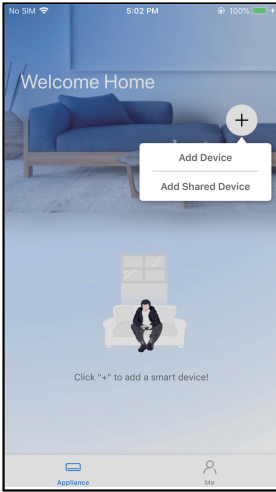 No SIM 5:02 PM 100%
Welcome Home
+
Add Device
Add Shared Device
Click "+" to add a smart device!
Appliance Me